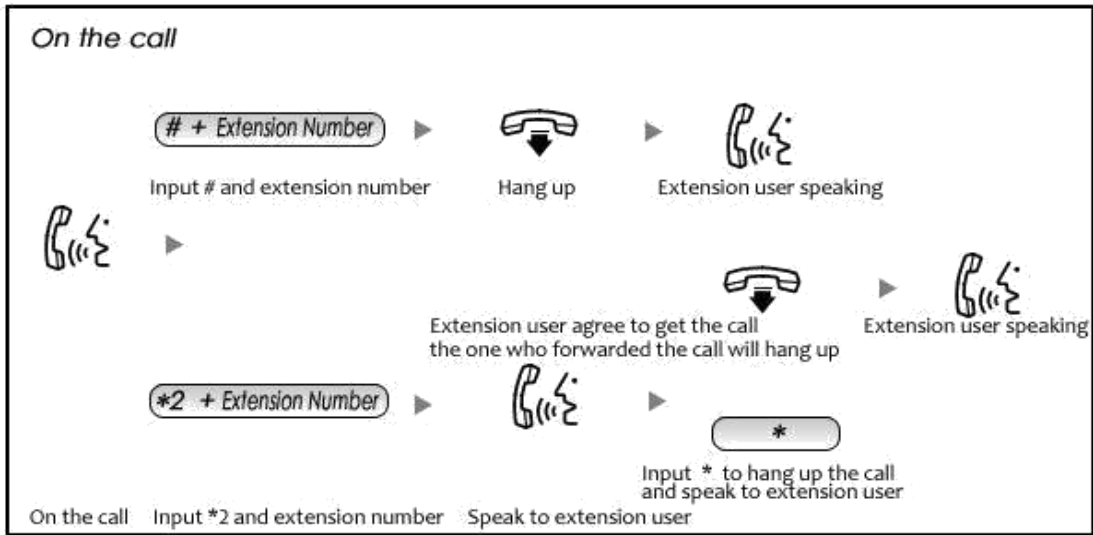 On the call
# + Extension Number
Input # and extension number
Hang up
Extension user speaking
Extension user agree to get the call
the one who forwarded the call will hang up
Extension user speaking
*2 + Extension Number
*
Input * to hang up the call
and speak to extension user
On the call
Input *2 and extension number
Speak to extension user